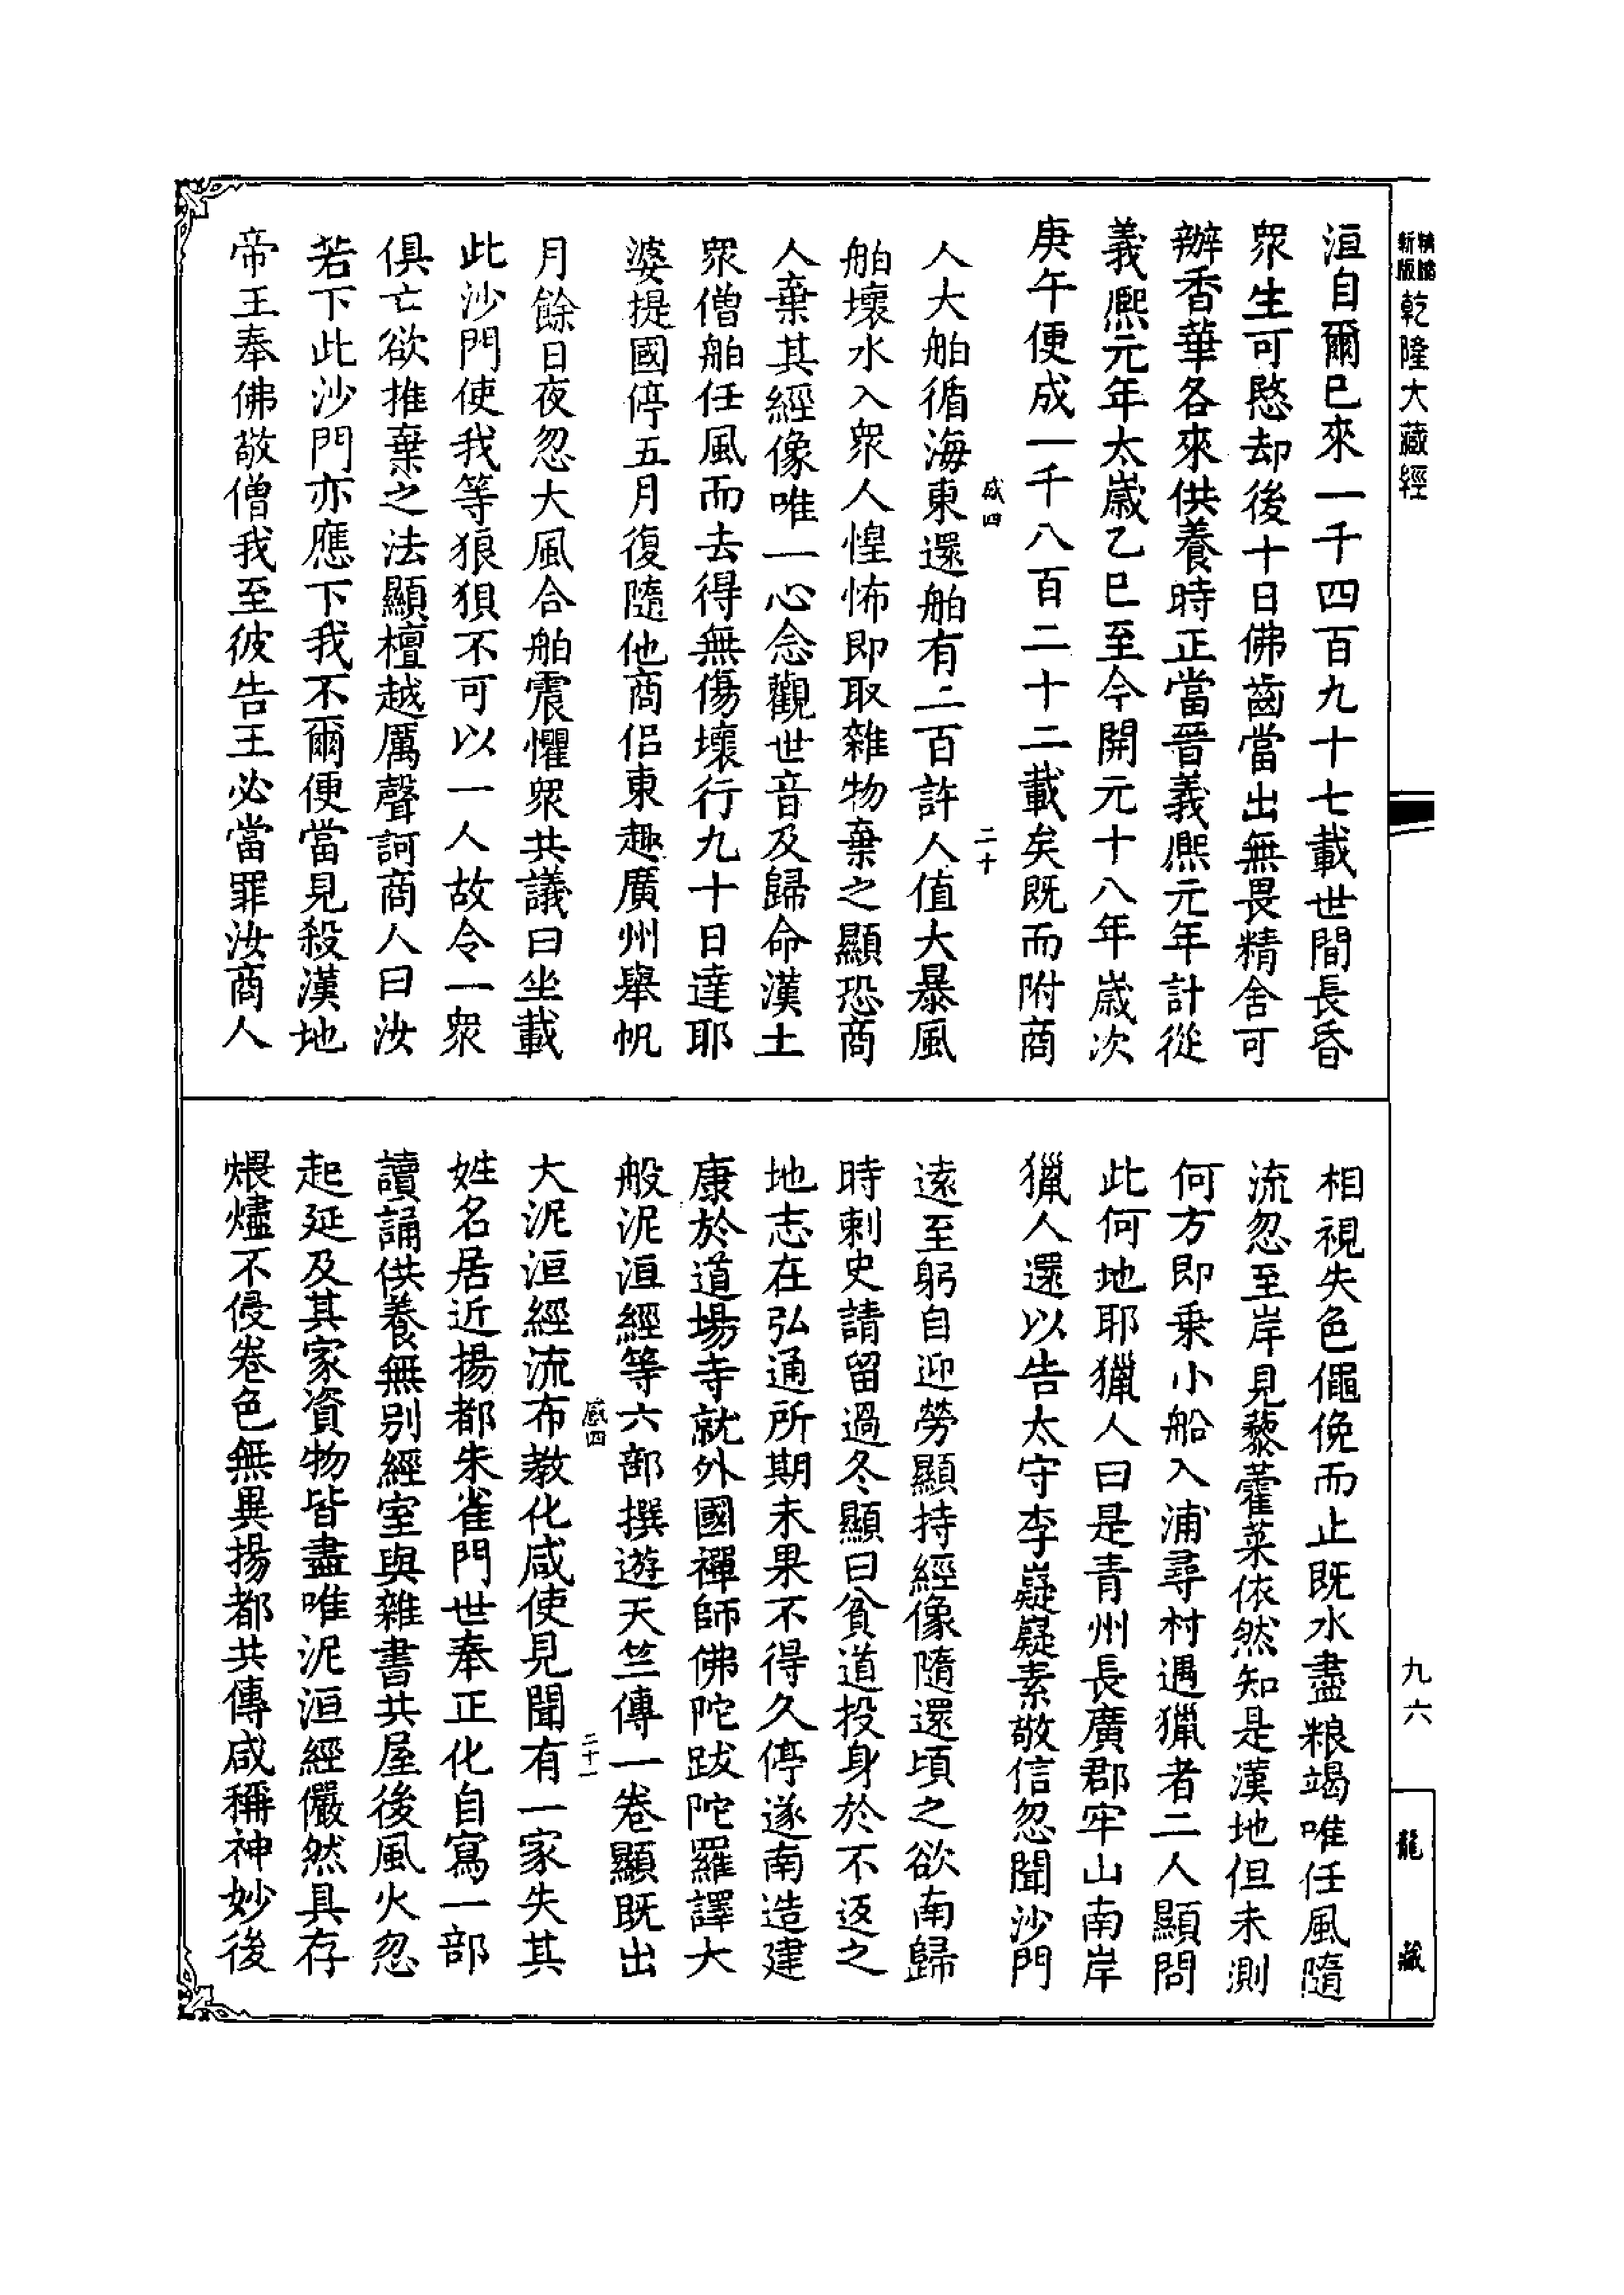 精縮新版乾隆大藏經
洹自爾已來一千四百九十七載世間長昏
眾生可愍却後十日佛齒當出無畏精舍可
辦香華各來供養時正當晉義熈元年計從
義熈元年太歲乙巳至今開元十八年歲次
庚午便成一千八百二十二載矣既而附商
感四 二十
人大舶循海東還舶有二百許人值大暴風
舶壞水入眾人惶怖即取雜物棄之顯恐商
人棄其經像唯一心念觀世音及歸命漢土
眾僧舶任風而去得無傷壞行九十日達耶
婆提國停五月復隨他商侶東趣廣州舉帆
月餘日夜忽大風合舶震懼眾共議曰坐載
此沙門使我等狼狽不可以一人故令一眾
俱亡欲推棄之法顯檀越厲聲訶商人曰汝
若下此沙門亦應下我不爾便當見殺漢地
帝王奉佛敬僧我至彼告王必當罪汝商人
相視失色僶俛而止既水盡粮竭唯任風隨
流忽至岸見藜藿菜依然知是漢地但未測
何方即乘小船入浦尋村遇獵者二人顯問
此何地耶獵人曰是青州長廣郡牢山南岸
獵人還以告太守李嶷嶷素敬信忽聞沙門
遠至躬自迎勞顯持經像隨還頃之欲南歸
時刺史請留過冬顯曰貧道投身於不返之
地志在弘通所期未果不得久停遂南造建
康於道場寺就外國禪師佛陀跋陀羅譯大
般泥洹經等六部撰遊天竺傳一卷顯既出
感四 二十一
大泥洹經流布教化咸使見聞有一家失其
姓名居近揚都朱雀門世奉正化自寫一部
讀誦供養無別經室與雜書共屋後風火忽
起延及其家資物皆盡唯泥洹經儼然具存
煨燼不侵卷色無異揚都共傳咸稱神妙後
九六
龍藏